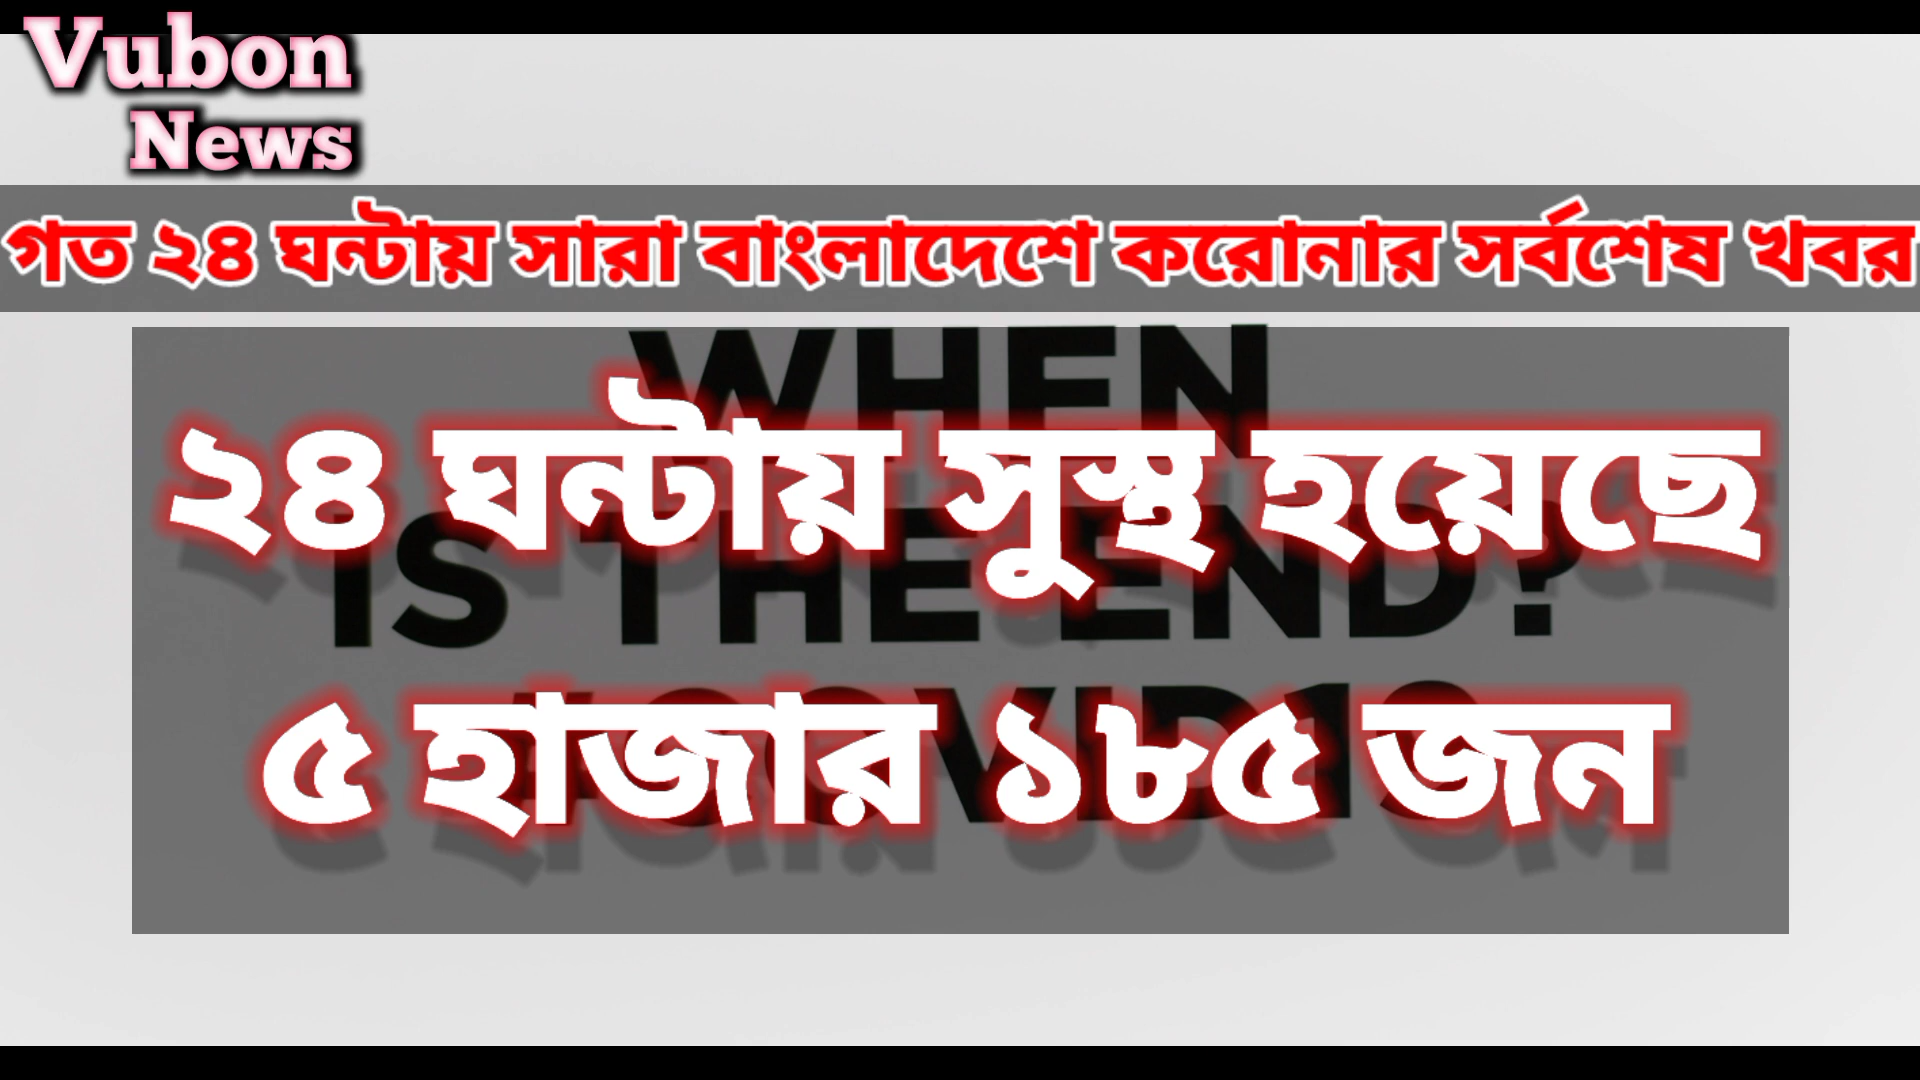 Vubon
News
গত ২৪ ঘন্টায় সারা বাংলাদেশে করোনার সর্বশেষ খবর
WHEN
২৪ ঘন্টায় সুস্থ হয়েছে
IS THE END?
৫ হাজার ১৮৫ জন
#COVID19